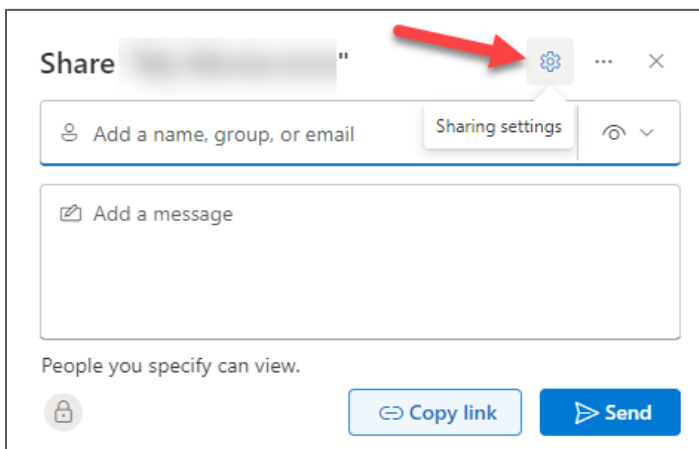 Share "
Sharing settings
Add a name, group, or email
Add a message
People you specify can view.
Copy link
Send